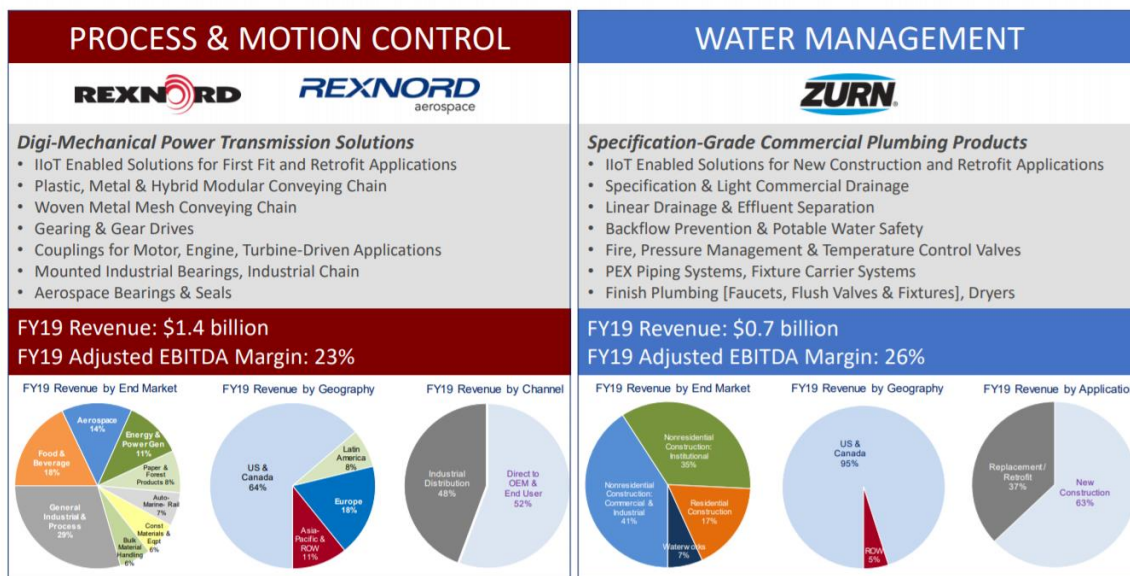 PROCESS & MOTION CONTROL
REXNORD
REXNORD
aerospace
Digi-Mechanical Power Transmission Solutions
• IIoT Enabled Solutions for First Fit and Retrofit Applications
• Plastic, Metal & Hybrid Modular Conveying Chain
• Woven Metal Mesh Conveying Chain
• Gearing & Gear Drives
• Couplings for Motor, Engine, Turbine-Driven Applications
• Mounted Industrial Bearings, Industrial Chain
• Aerospace Bearings & Seals
FY19 Revenue: $1.4 billion
FY19 Adjusted EBITDA Margin: 23%
FY19 Revenue by End Market
Aerospace
14%
Energy &
Power Gen
11%
Paper &
Forest
Products 8%
Auto-
Marine- Rail
7%
Const
Materials &
Eqpt
6%
Bulk
Material
Handling
6%
General
Industrial &
Process
29%
Food &
Beverage
18%
FY19 Revenue by Geography
US &
Canada
64%
Latin
America
8%
Europe
18%
Asia-
Pacific &
ROW
11%
FY19 Revenue by Channel
Industrial
Distribution
48%
Direct to
OEM &
End User
52%
WATER MANAGEMENT
ZURN
Specification-Grade Commercial Plumbing Products
• IIoT Enabled Solutions for New Construction and Retrofit Applications
• Specification & Light Commercial Drainage
• Linear Drainage & Effluent Separation
• Backflow Prevention & Potable Water Safety
• Fire, Pressure Management & Temperature Control Valves
• PEX Piping Systems, Fixture Carrier Systems
• Finish Plumbing [Faucets, Flush Valves & Fixtures], Dryers
FY19 Revenue: $0.7 billion
FY19 Adjusted EBITDA Margin: 26%
FY19 Revenue by End Market
Nonresidential
Construction:
Institutional
35%
Nonresidential
Construction:
Commercial &
Industrial
41%
Residential
Construction
17%
Waterworks
7%
FY19 Revenue by Geography
US &
Canada
95%
ROW
5%
FY19 Revenue by Applicatio
Replacement /
Retrofit
37%
New
Construction
63%